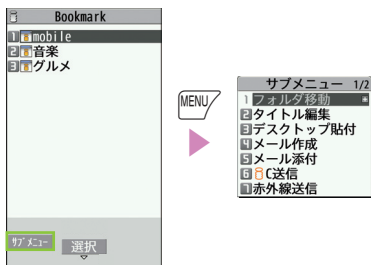 Bookmark
1 mobile
2 音楽
3 グルメ
ｻﾌﾞﾒﾆｭｰ
選択
MENU
サブメニュー 1/2
1 フォルダ移動
2 タイトル編集
3 デスクトップ貼付
4 メール作成
5 メール添付
6 C送信
7 赤外線送信